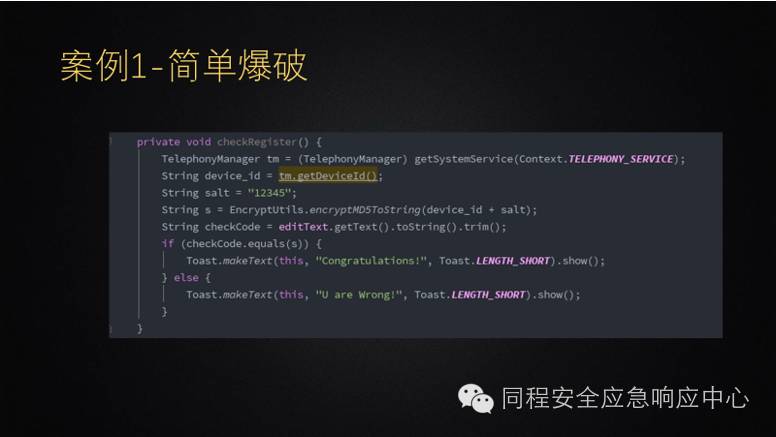 案例1-简单爆破
private void checkRegister() {
TelephonyManager tm = (TelephonyManager) getSystemService(Context.TELEPHONY_SERVICE);
String device_id = tm.getDeviceId();
String salt = "12345";
String s = EncryptUtils.encryptMD5ToString(device_id + salt);
String checkCode = editText.getText().toString().trim();
if (checkCode.equals(s)) {
Toast.makeText(this, "Congratulations!", Toast.LENGTH_SHORT).show();
} else {
Toast.makeText(this, "U are Wrong!", Toast.LENGTH_SHORT).show();
}
}
同程安全应急响应中心